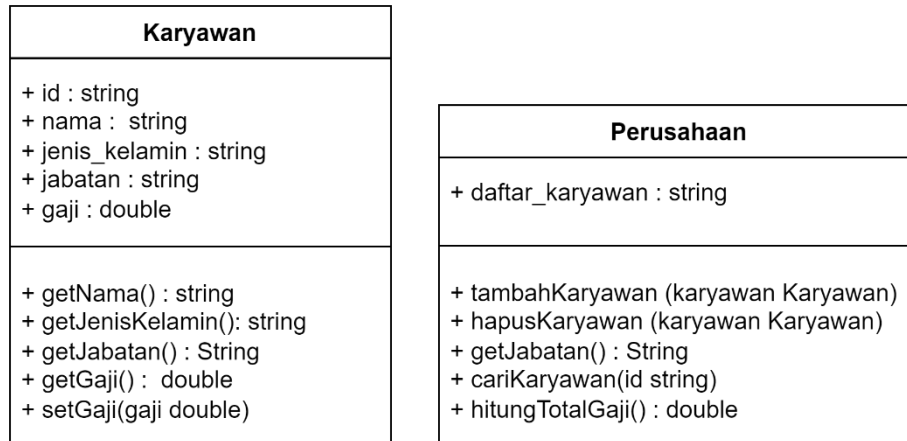 Karyawan
+ id : string
+ nama :  string
+ jenis_kelamin : string
+ jabatan : string
+ gaji : double
+ getNama() : string
+ getJenisKelamin(): string
+ getJabatan() : String
+ getGaji() :  double
+ setGaji(gaji double)
Perusahaan
+ daftar_karyawan : string
+ tambahKaryawan (karyawan Karyawan)
+ hapusKaryawan (karyawan Karyawan)
+ getJabatan() : String
+ cariKaryawan(id string)
+ hitungTotalGaji() : double